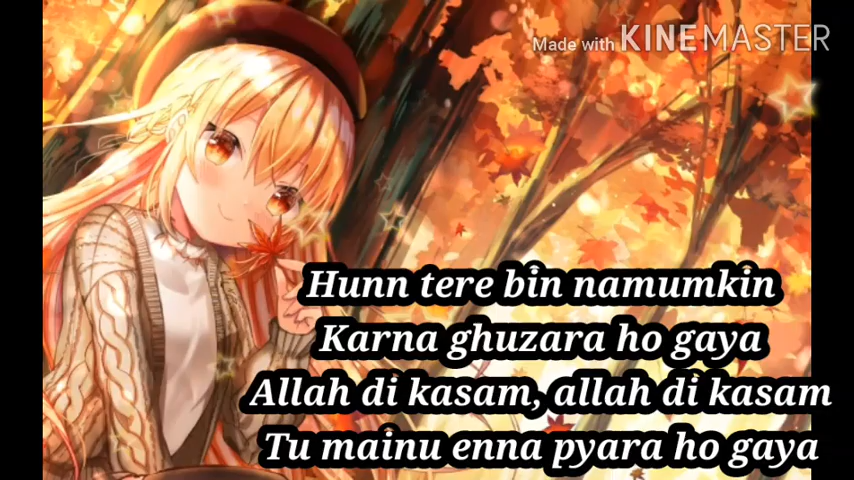 Made with KINEMASTER
Hunn tere bin namumkin
Karna ghuzara ho gaya
Allah di kasam, allah di kasam
Tu mainu enna pyara ho gaya